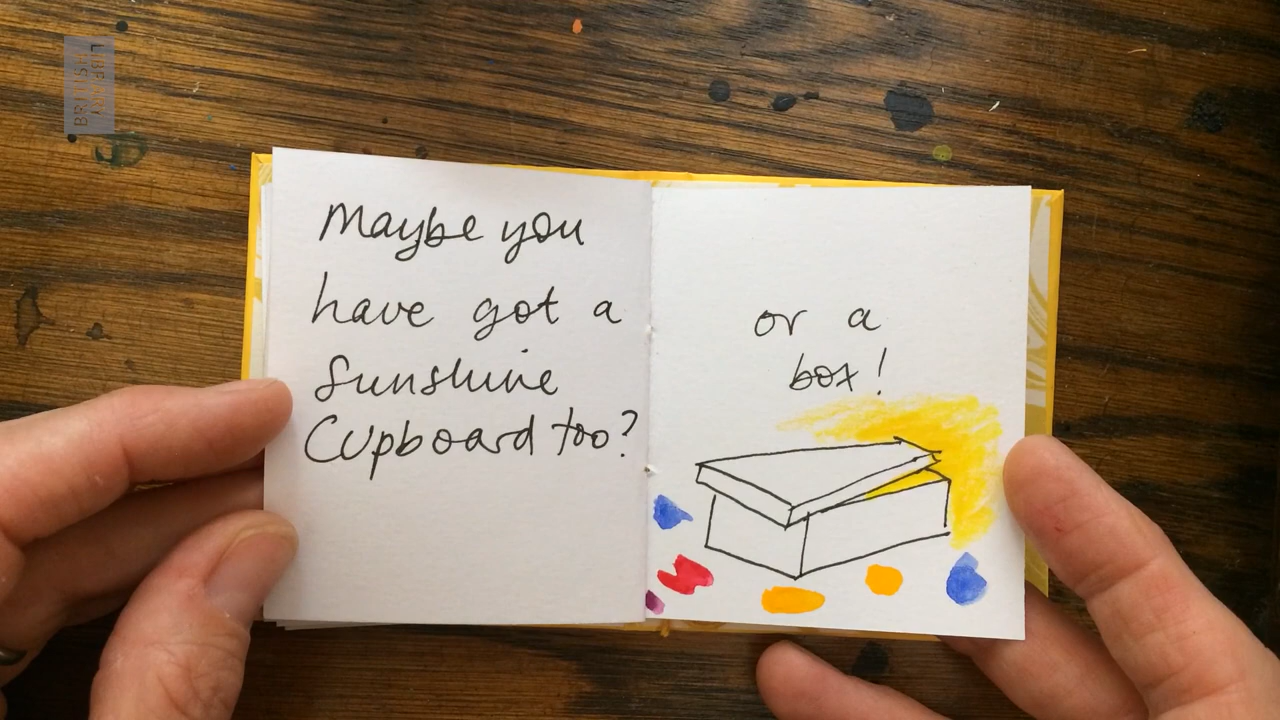 BRITISH
LIBRARY
Maybe you
have got a
Sunshine
Cupboard too?
or a
box!